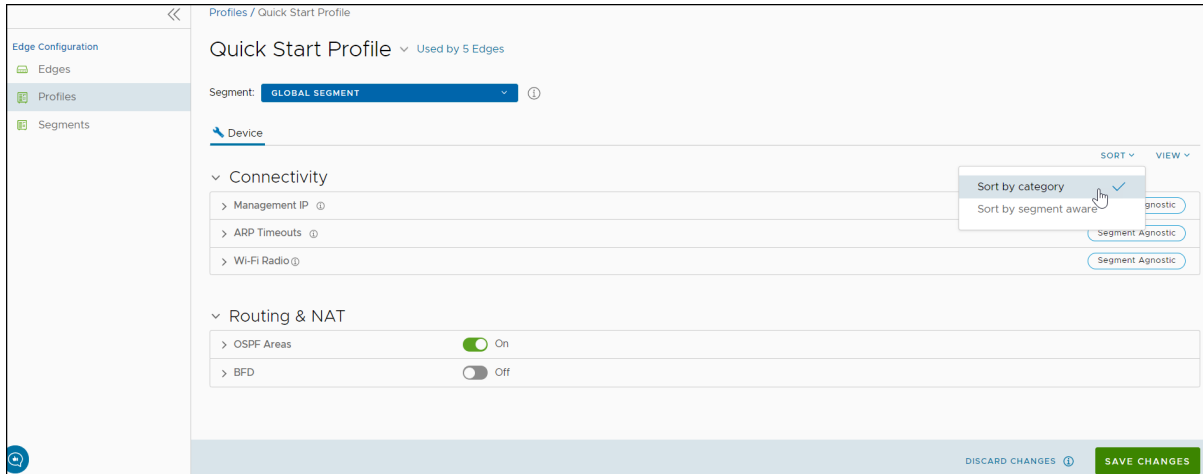 Profiles / Quick Start Profile
Edge Configuration
Edges
Profiles
Segments
Quick Start Profile
Used by 5 Edges
Segment:
GLOBAL SEGMENT
Device
SORT
VIEW
Sort by category
Sort by segment aware
Connectivity
Management IP
gnostic
ARP Timeouts
Segment Agnostic
Wi-Fi Radio
Segment Agnostic
Routing & NAT
OSPF Areas
On
BFD
Off
DISCARD CHANGES
SAVE CHANGES